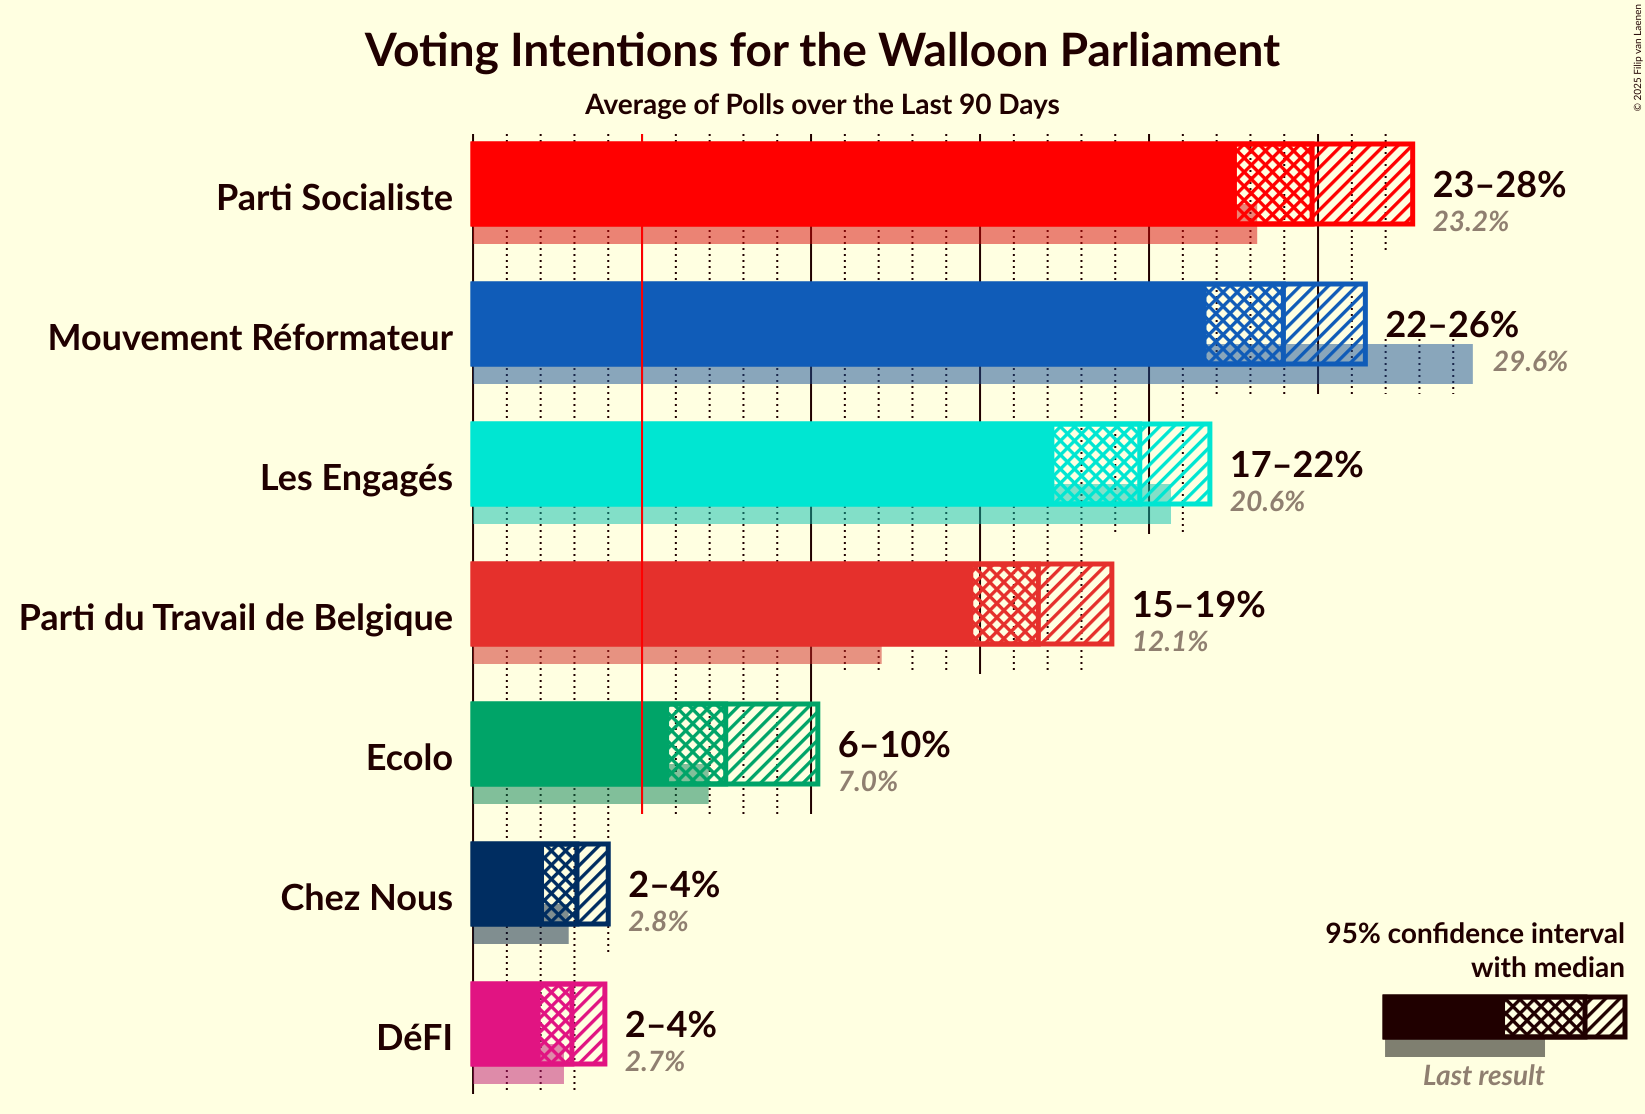 Voting Intentions for the Walloon Parliament
Average of Polls over the Last 90 Days
© 2025 Filip van Laenen
Parti Socialiste
23–28%
23.2%
Mouvement Réformateur
22–26%
29.6%
Les Engagés
17–22%
20.6%
Parti du Travail de Belgique
15–19%
12.1%
Ecolo
6–10%
7.0%
Chez Nous
2–4%
2.8%
DéFI
2–4%
2.7%
95% confidence interval
with median
Last result